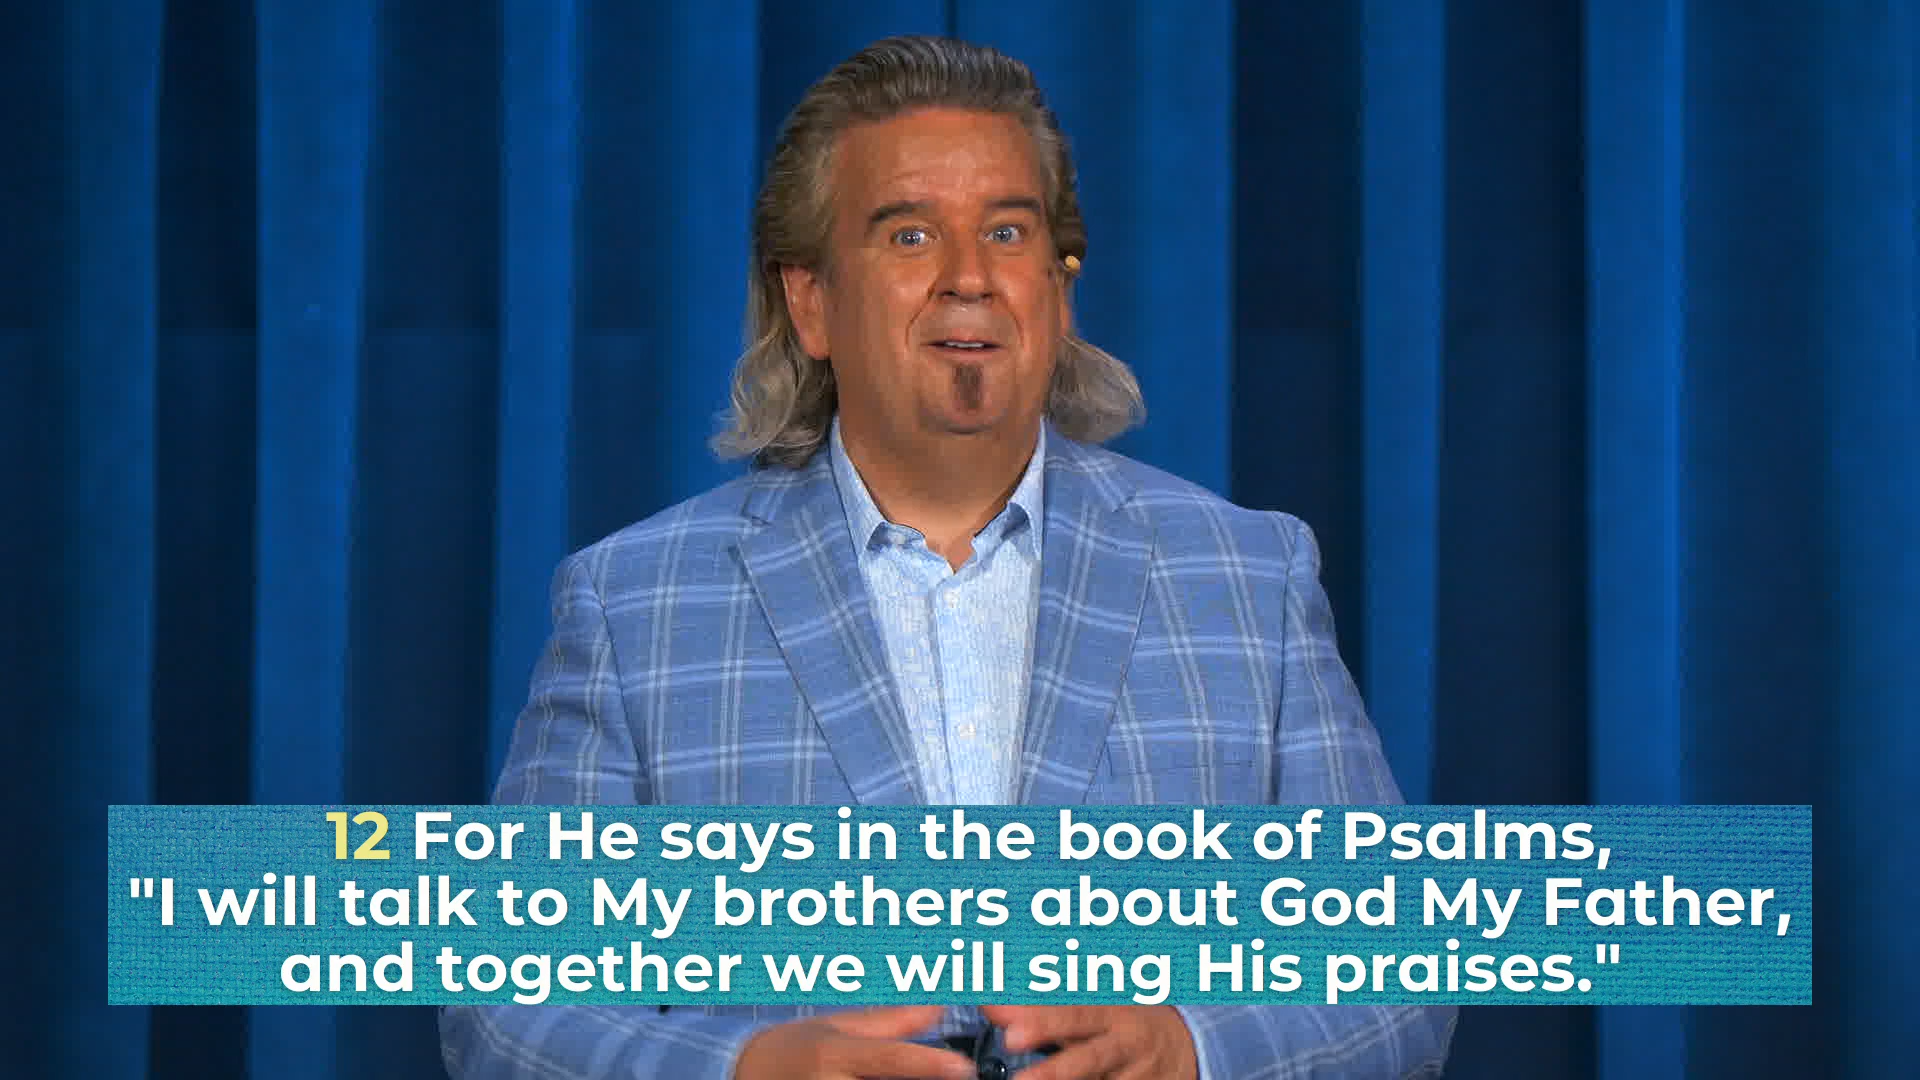 12 For He says in the book of Psalms,
"I will talk to My brothers about God My Father,
and together we will sing His praises."